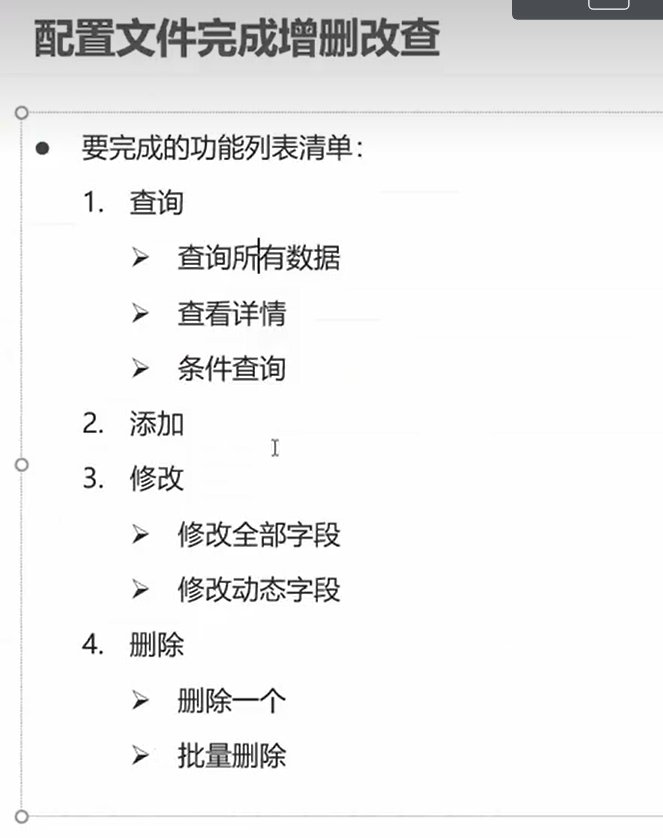 配置文件完成增删改查
● 要完成的功能列表清单：
1. 查询
➢ 查询所有数据
➢ 查看详情
➢ 条件查询
2. 添加
3. 修改
➢ 修改全部字段
➢ 修改动态字段
4. 删除
➢ 删除一个
➢ 批量删除